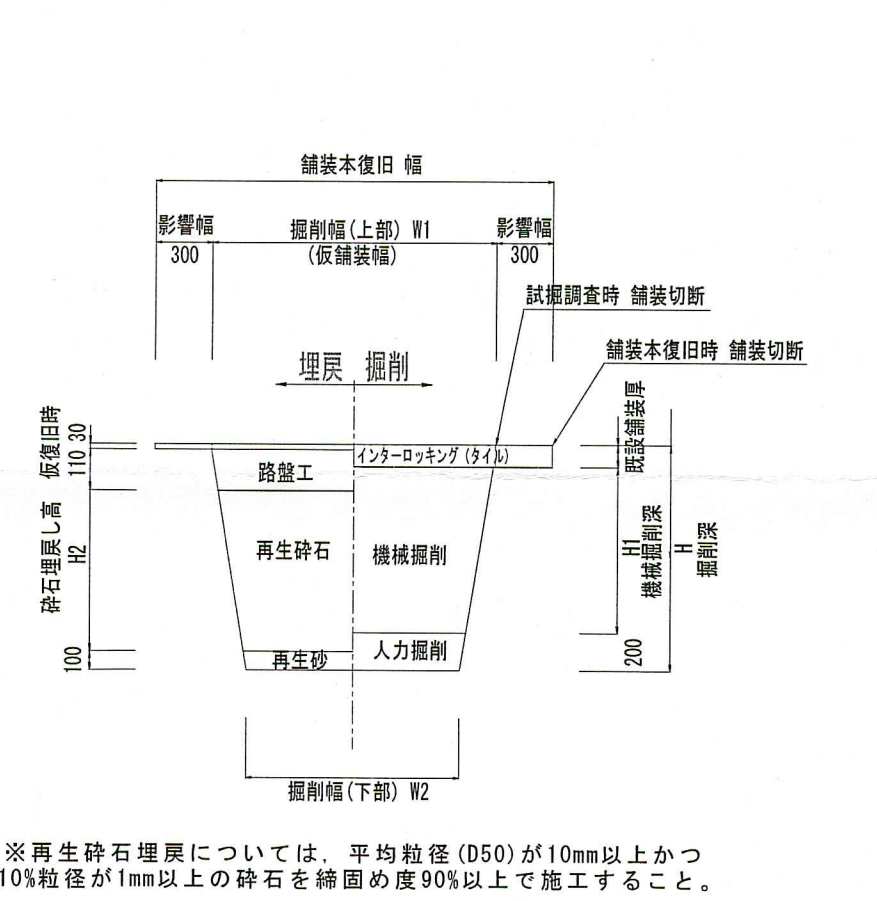 舗装本復旧 幅
影響幅
掘削幅(上部) W1
影響幅
300
(仮舗装幅)
300
試掘調査時 舗装切断
舗装本復旧時 舗装切断
埋戻 掘削
仮復旧時
30
110
既設舗装厚
インターロッキング(タイル)
路盤工
砕石埋戻し高
H2
再生砕石
機械掘削
H1
機械掘削深
H
掘削深
100
再生砂
人力掘削
200
掘削幅(下部) W2
※再生砕石埋戻については, 平均粒径(D50)が10mm以上かつ
10%粒径が1mm以上の砕石を締固め度90%以上で施工すること。